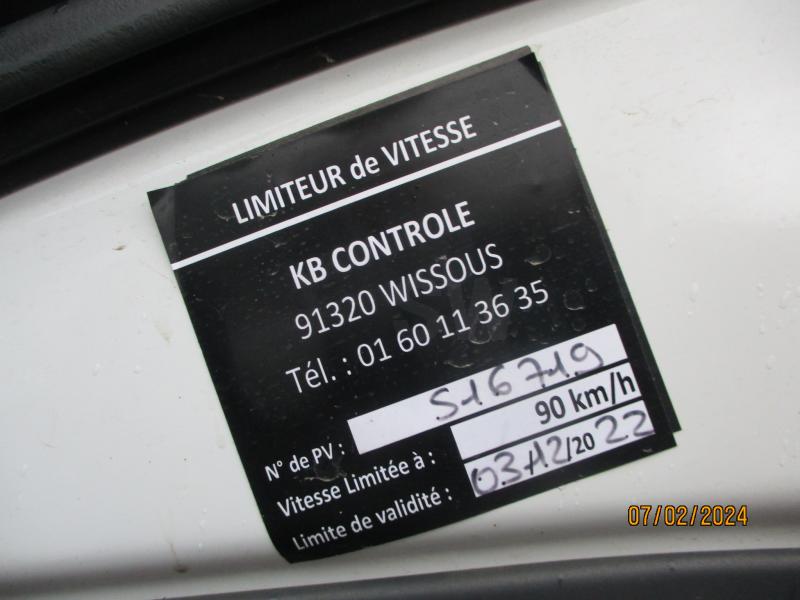 LIMITEUR de VITESSE
KB CONTROLE
91320 WISSOUS
Tél. : 01 60 11 36 35
N° de PV : S16719
Vitesse Limitée à : 90 km/h
Limite de validité : 03/12/2022
07/02/2024